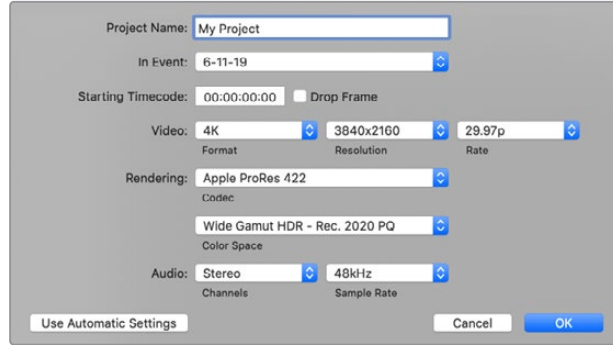 Project Name: My Project
In Event: 6-11-19
Starting Timecode: 00:00:00:00 Drop Frame
Video: 4K 3840x2160 29.97p
Format Resolution Rate
Rendering: Apple ProRes 422
Codec
Wide Gamut HDR - Rec. 2020 PQ
Color Space
Audio: Stereo 48kHz
Channels Sample Rate
Use Automatic Settings Cancel OK